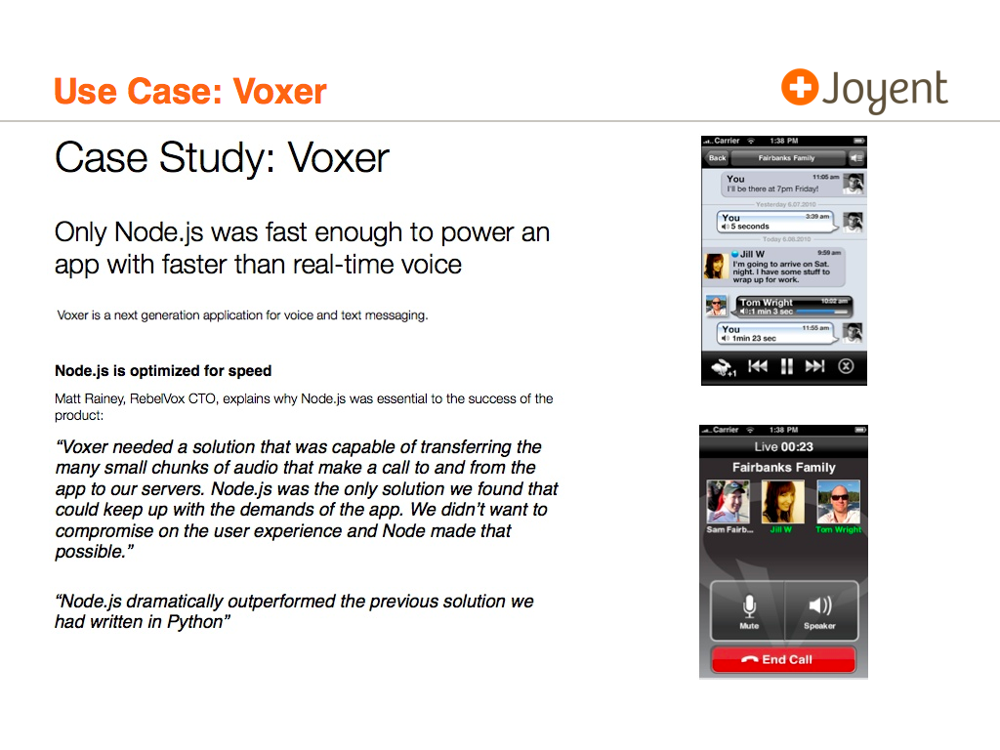 Use Case: Voxer
Joyent
Case Study: Voxer
Only Node.js was fast enough to power an
app with faster than real-time voice
Voxer is a next generation application for voice and text messaging.
Node.js is optimized for speed
Matt Rainey, RebelVox CTO, explains why Node.js was essential to the success of the
product:
“Voxer needed a solution that was capable of transferring the
many small chunks of audio that make a call to and from the
app to our servers. Node.js was the only solution we found that
could keep up with the demands of the app. We didn’t want to
compromise on the user experience and Node made that
possible.”
“Node.js dramatically outperformed the previous solution we
had written in Python”
Carrier 1:38 PM
Back Fairbanks Family
You 11:05 am
I'll be there at 7pm Friday!
Yesterday 6.07.2010
You 3:39 am
5 seconds
Today 6.08.2010
Jill W 9:59 am
I'm going to arrive on Sat.
night. I have some stuff to
wrap up for work.
Tom Wright 10:02 am
1 min 3 sec
You 11:55 am
1min 23 sec
+1
Carrier 1:38 PM
Live 00:23
Fairbanks Family
Sam Fairb... Jill W Tom Wright
Mute Speaker
End Call